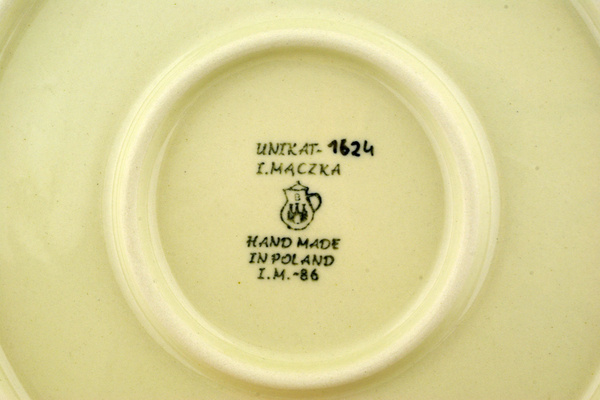 UNIKAT- 1624
I. MĄCZKA
HAND MADE
IN POLAND
I.M.-86